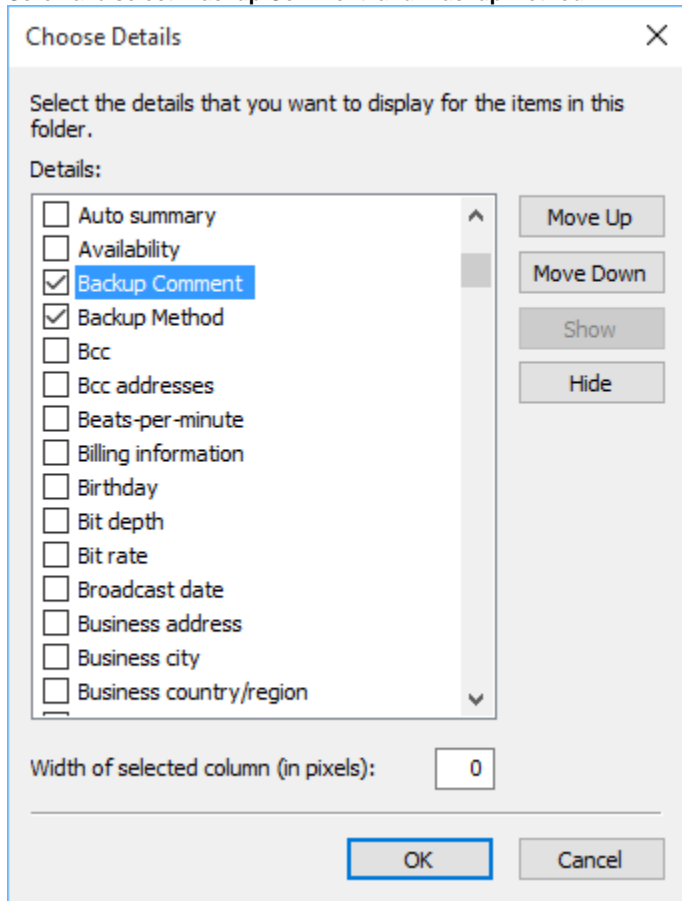 Choose Details
Select the details that you want to display for the items in this
folder.
Details:
Auto summary
Availability
Backup Comment
Backup Method
Bcc
Bcc addresses
Beats-per-minute
Billing information
Birthday
Bit depth
Bit rate
Broadcast date
Business address
Business city
Business country/region
Move Up
Move Down
Show
Hide
Width of selected column (in pixels): 0
OK Cancel